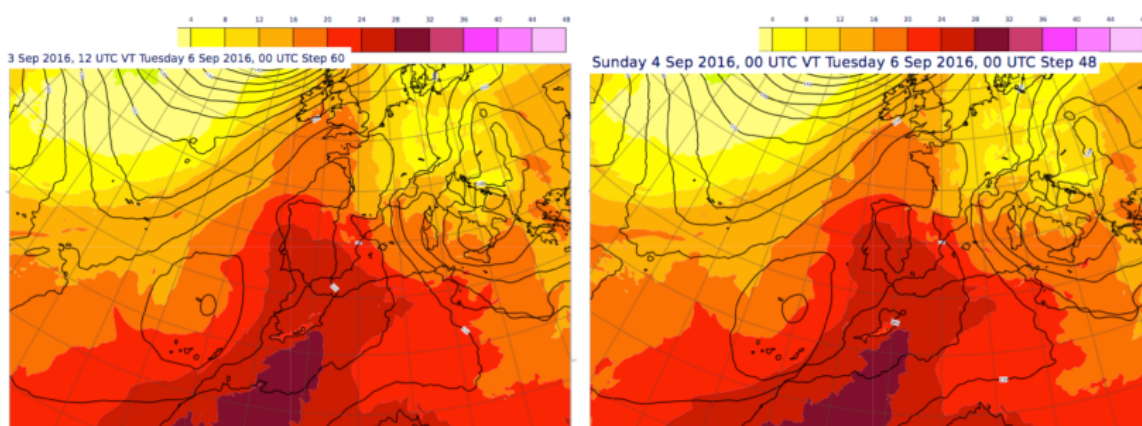 4 8 12 16 20 24 28 32 36 40 44 48
3 Sep 2016, 12 UTC VT Tuesday 6 Sep 2016, 00 UTC Step 60
4 8 12 16 20 24 28 32 36 40 44 48
Sunday 4 Sep 2016, 00 UTC VT Tuesday 6 Sep 2016, 00 UTC Step 48